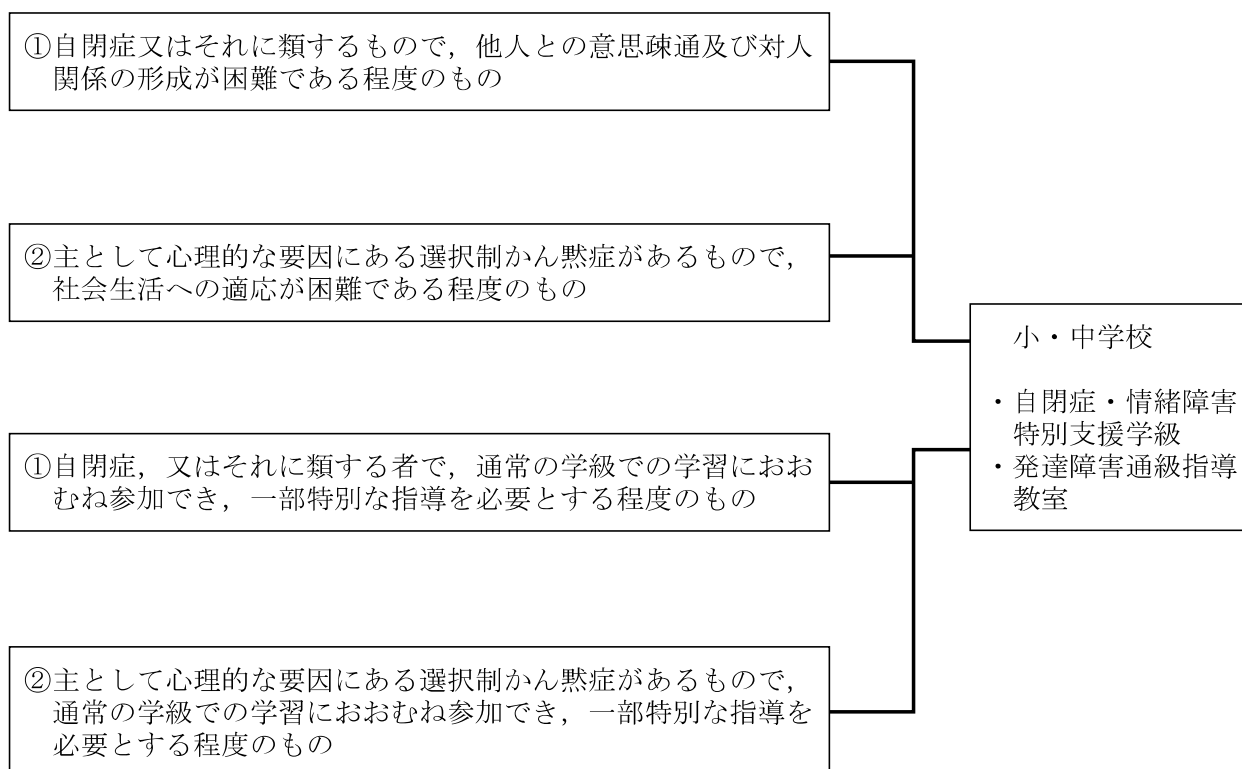 ①自閉症又はそれに類するもので，他人との意思疎通及び対人
関係の形成が困難である程度のもの
②主として心理的な要因にある選択制かん黙症があるもので，
社会生活への適応が困難である程度のもの
①自閉症，又はそれに類する者で，通常の学級での学習におお
むね参加でき，一部特別な指導を必要とする程度のもの
②主として心理的な要因にある選択制かん黙症があるもので，
通常の学級での学習におおむね参加でき，一部特別な指導を
必要とする程度のもの
小・中学校
・自閉症・情緒障害
特別支援学級
・発達障害通級指導
教室